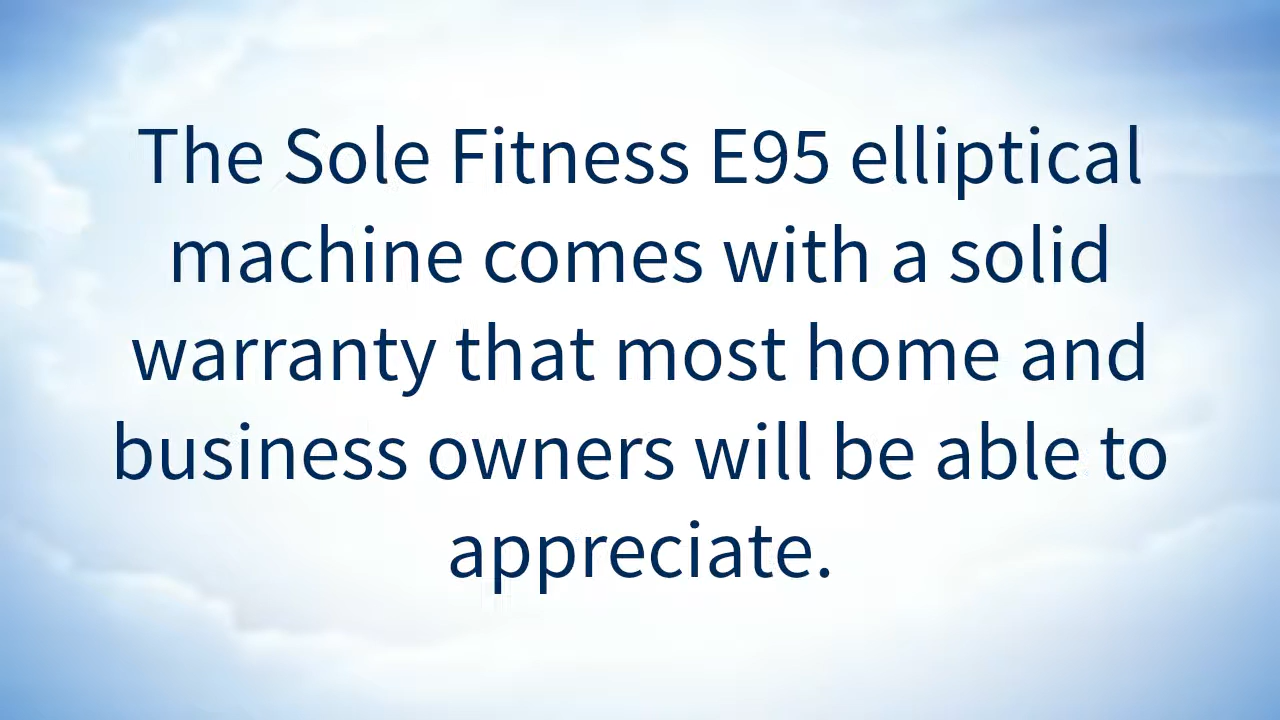 The Sole Fitness E95 elliptical
machine comes with a solid
warranty that most home and
business owners will be able to
appreciate.